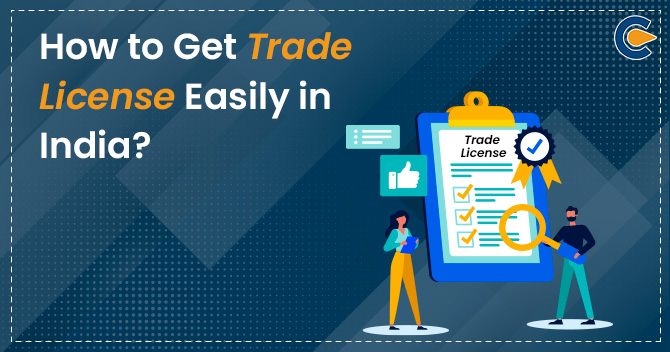 How to Get Trade
License Easily in
India?
Trade
License